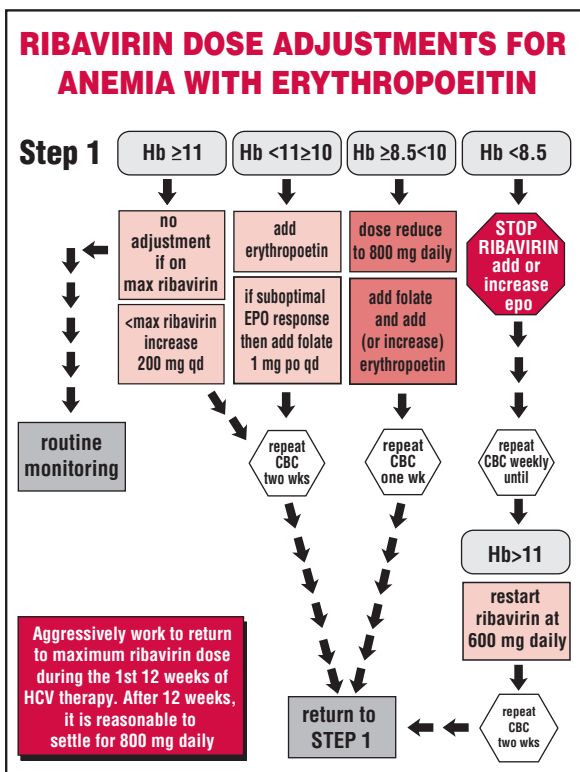 RIBAVIRIN DOSE ADJUSTMENTS FOR
ANEMIA WITH ERYTHROPOEITIN
Step 1
Hb ≥11
Hb <11≥10
Hb ≥8.5<10
Hb <8.5
no
adjustment
if on
max ribavirin
<max ribavirin
increase
200 mg qd
add
erythropoetin
if suboptimal
EPO response
then add folate
1 mg po qd
dose reduce
to 800 mg daily
add folate
and add
(or increase)
erythropoetin
STOP
RIBAVIRIN
add or
increase
epo
routine
monitoring
repeat
CBC
two wks
repeat
CBC
one wk
repeat
CBC weekly
until
Hb>11
restart
ribavirin at
600 mg daily
Aggressively work to return
to maximum ribavirin dose
during the 1st 12 weeks of
HCV therapy. After 12 weeks,
it is reasonable to
settle for 800 mg daily
return to
STEP 1
repeat
CBC
two wks